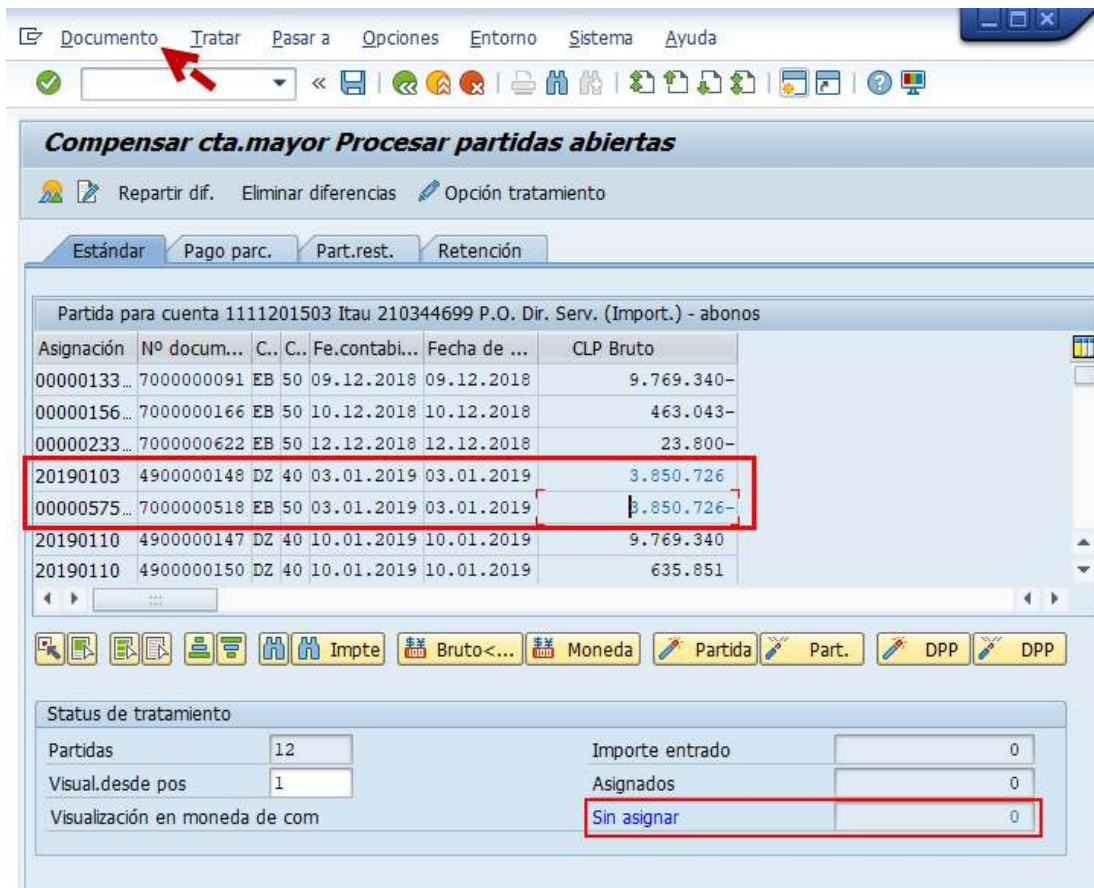 Documento Tratar Pasar a Opciones Entorno Sistema Ayuda
Compensar cta.mayor Procesar partidas abiertas
Repartir dif. Eliminar diferencias Opción tratamiento
Estándar Pago parc. Part.rest. Retención
Partida para cuenta 1111201503 Itau 210344699 P.O. Dir. Serv. (Import.) - abonos
Asignación Nº docum... C.. C.. Fe.contabi... Fecha de ... CLP Bruto
00000133… 7000000091 EB 50 09.12.2018 09.12.2018 9.769.340-
00000156… 7000000166 EB 50 10.12.2018 10.12.2018 463.043-
00000233… 7000000622 EB 50 12.12.2018 12.12.2018 23.800-
20190103 4900000148 DZ 40 03.01.2019 03.01.2019 3.850.726
00000575… 7000000518 EB 50 03.01.2019 03.01.2019 3.850.726-
20190110 4900000147 DZ 40 10.01.2019 10.01.2019 9.769.340
20190110 4900000150 DZ 40 10.01.2019 10.01.2019 635.851
Impte Bruto<... Moneda Partida Part. DPP DPP
Status de tratamiento
Partidas 12 Importe entrado 0
Visual.desde pos 1 Asignados 0
Visualización en moneda de com Sin asignar 0